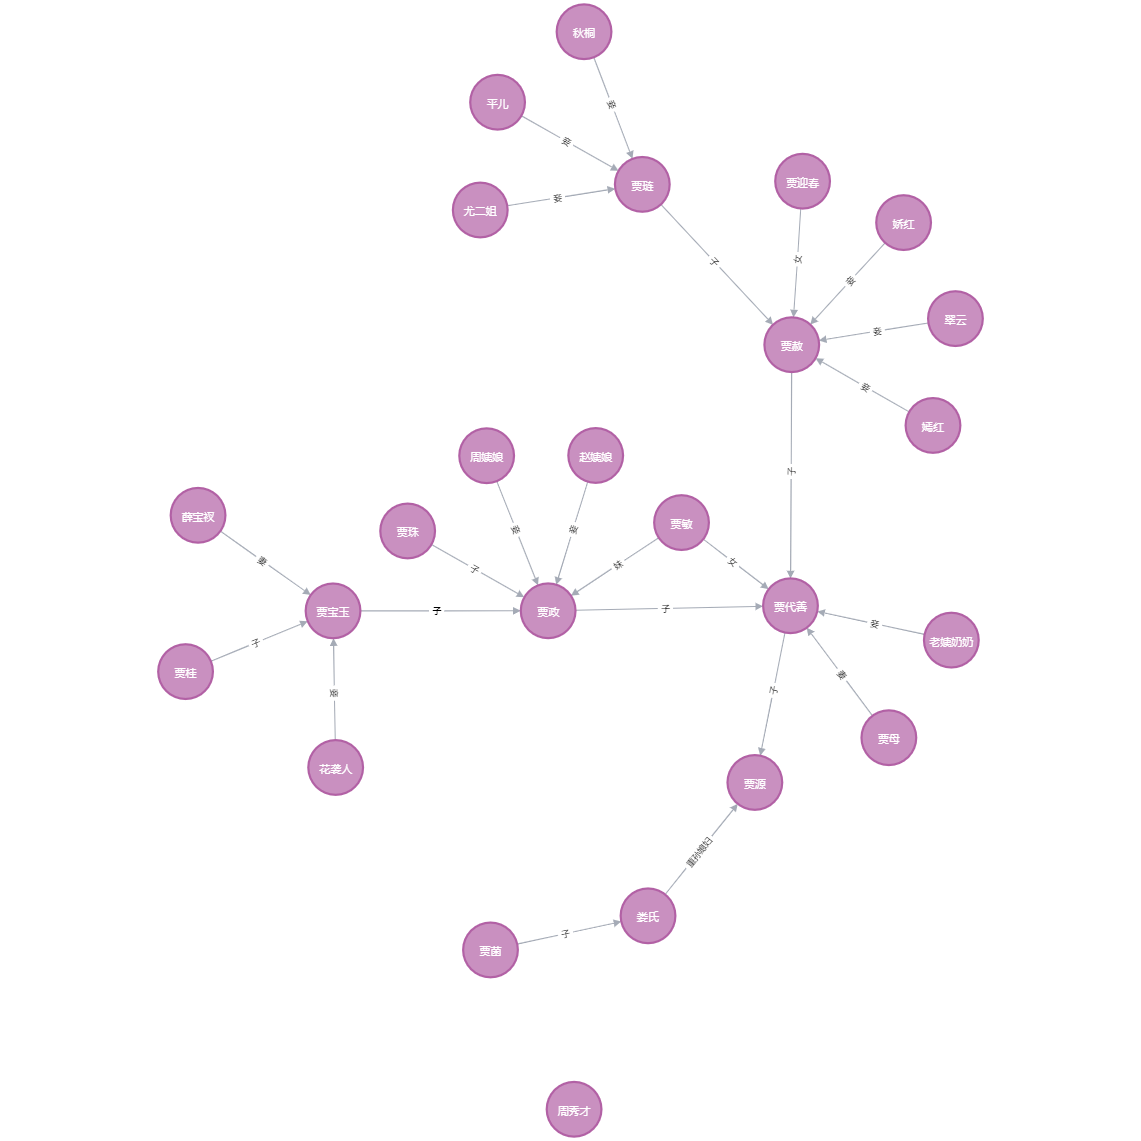 秋桐
平儿
妾
妾
贾琏
贾迎春
尤二姐
妾
娇红
子
女
妾
翠云
妾
贾赦
妾
嫣红
周姨娘
赵姨娘
子
薛宝钗
贾珠
贾敏
妾
妾
妻
子
妹
女
贾宝玉
子
贾政
子
贾代善
妾
老姨奶奶
子
贾桂
妻
妾
子
贾母
花袭人
贾源
重孙媳妇
娄氏
子
贾菌
周秀才